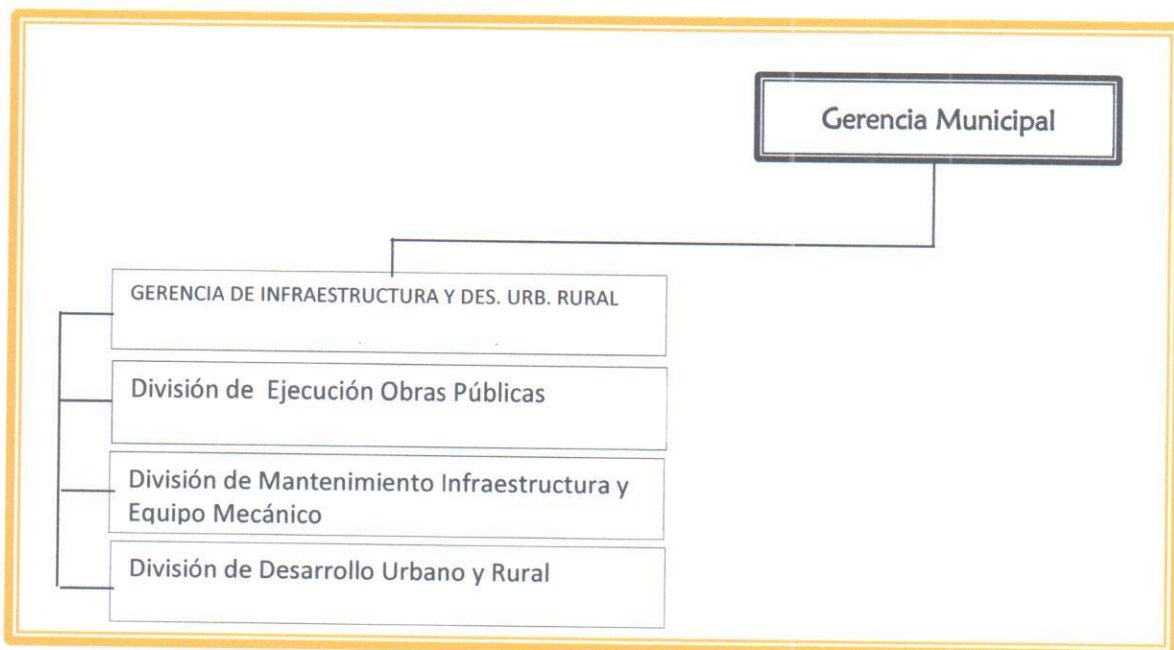 Gerencia Municipal
GERENCIA DE INFRAESTRUCTURA Y DES. URB. RURAL
División de Ejecución Obras Públicas
División de Mantenimiento Infraestructura y
Equipo Mecánico
División de Desarrollo Urbano y Rural